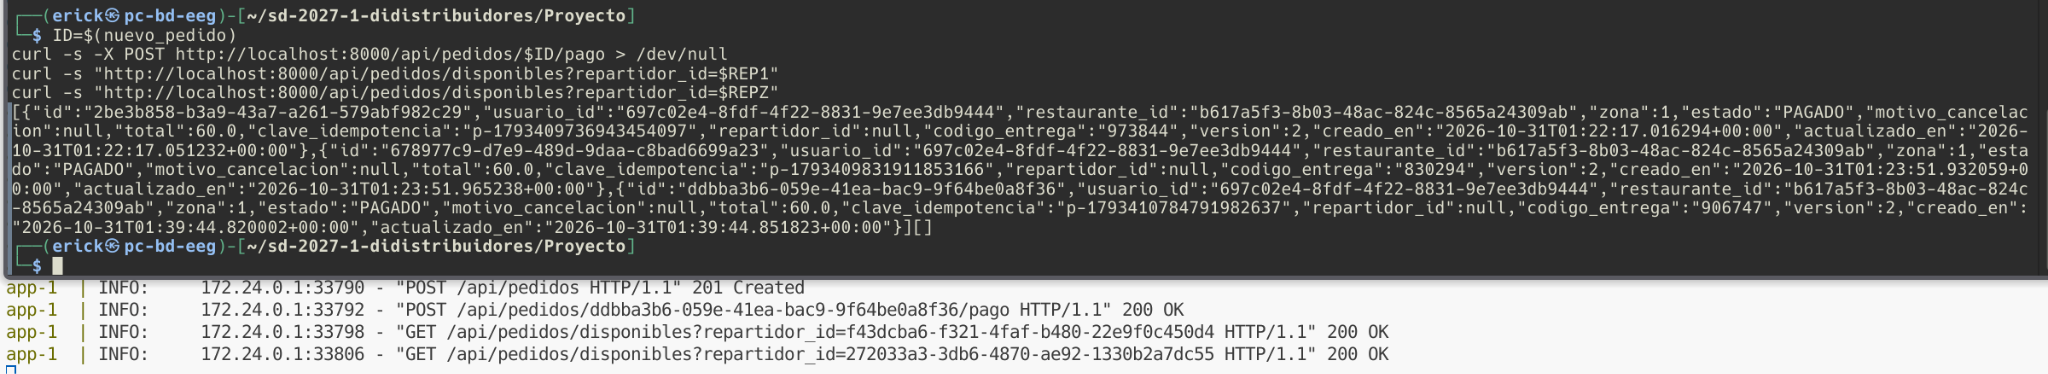 ┌──(erick㉿pc-bd-eeg)-[~/sd-2027-1-didistribuidores/Proyecto]
└─$ ID=$(nuevo_pedido)
curl -s -X POST http://localhost:8000/api/pedidos/$ID/pago > /dev/null
curl -s "http://localhost:8000/api/pedidos/disponibles?repartidor_id=$REP1"
curl -s "http://localhost:8000/api/pedidos/disponibles?repartidor_id=$REPZ"
[{"id":"2be3b858-b3a9-43a7-a261-579abf982c29","usuario_id":"697c02e4-8fdf-4f22-8831-9e7ee3db9444","restaurante_id":"b617a5f3-8b03-48ac-824c-8565a24309ab","zona":1,"estado":"PAGADO","motivo_cancelac
ion":null,"total":60.0,"clave_idempotencia":"p-1793409736943454097","repartidor_id":null,"codigo_entrega":"973844","version":2,"creado_en":"2026-10-31T01:22:17.016294+00:00","actualizado_en":"2026-
10-31T01:22:17.051232+00:00"},{"id":"678977c9-d7e9-489d-9daa-c8bad6699a23","usuario_id":"697c02e4-8fdf-4f22-8831-9e7ee3db9444","restaurante_id":"b617a5f3-8b03-48ac-824c-8565a24309ab","zona":1,"esta
do":"PAGADO","motivo_cancelacion":null,"total":60.0,"clave_idempotencia":"p-1793409831911853166","repartidor_id":null,"codigo_entrega":"830294","version":2,"creado_en":"2026-10-31T01:23:51.932059+0
0:00","actualizado_en":"2026-10-31T01:23:51.965238+00:00"},{"id":"ddbba3b6-059e-41ea-bac9-9f64be0a8f36","usuario_id":"697c02e4-8fdf-4f22-8831-9e7ee3db9444","restaurante_id":"b617a5f3-8b03-48ac-824c
-8565a24309ab","zona":1,"estado":"PAGADO","motivo_cancelacion":null,"total":60.0,"clave_idempotencia":"p-1793410784791982637","repartidor_id":null,"codigo_entrega":"906747","version":2,"creado_en":
"2026-10-31T01:39:44.820002+00:00","actualizado_en":"2026-10-31T01:39:44.851823+00:00"}][]
┌──(erick㉿pc-bd-eeg)-[~/sd-2027-1-didistribuidores/Proyecto]
└─$
app-1  | INFO:     172.24.0.1:33790 - "POST /api/pedidos HTTP/1.1" 201 Created
app-1  | INFO:     172.24.0.1:33792 - "POST /api/pedidos/ddbba3b6-059e-41ea-bac9-9f64be0a8f36/pago HTTP/1.1" 200 OK
app-1  | INFO:     172.24.0.1:33798 - "GET /api/pedidos/disponibles?repartidor_id=f43dcba6-f321-4faf-b480-22e9f0c450d4 HTTP/1.1" 200 OK
app-1  | INFO:     172.24.0.1:33806 - "GET /api/pedidos/disponibles?repartidor_id=272033a3-3db6-4870-ae92-1330b2a7dc55 HTTP/1.1" 200 OK